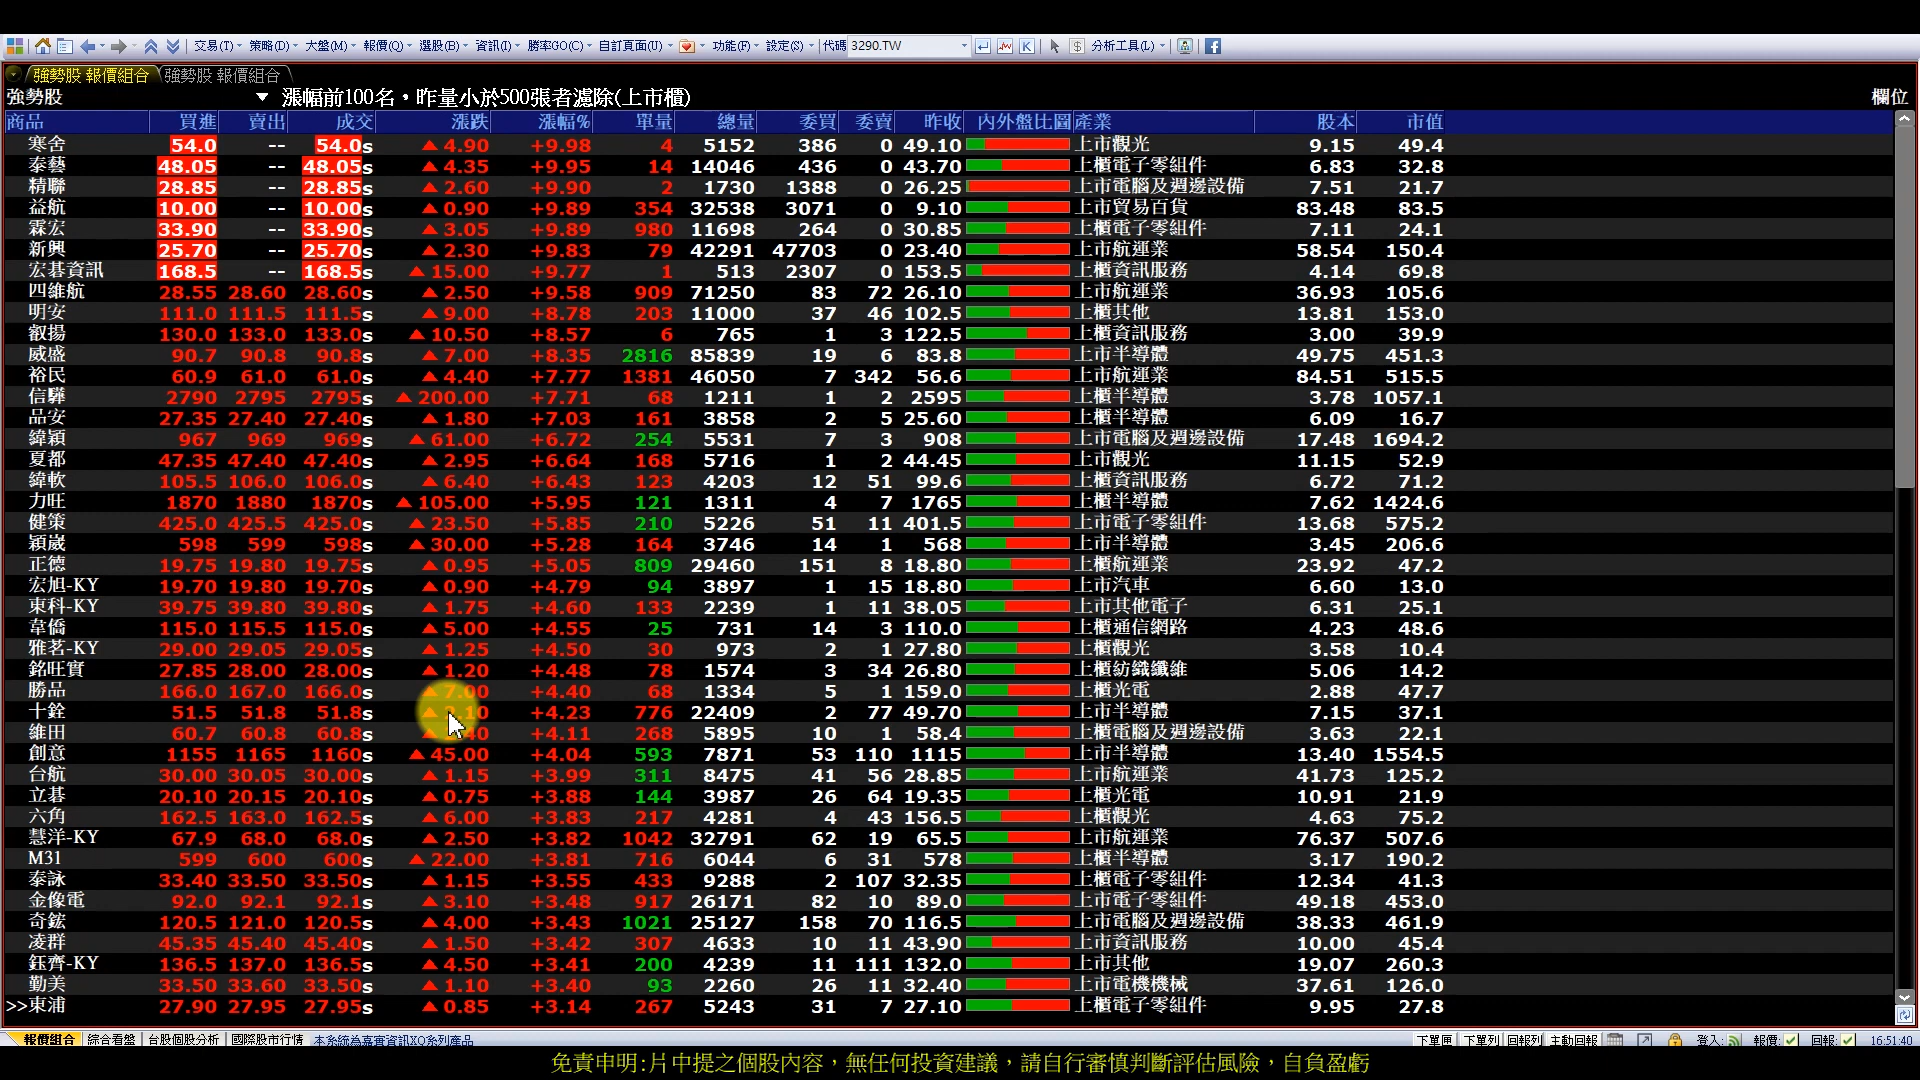 交易(T) 策略(D) 大盤(M) 報價(Q) 選股(B) 資訊(I) 勝率GO(C) 自訂頁面(U) 功能(F) 設定(S) 代碼 3290.TW K $ 分析工具(L)
強勢股 報價組合 強勢股 報價組合
強勢股 漲幅前100名，昨量小於500張者濾除(上市櫃) 欄位
商品 買進 賣出 成交 漲跌 漲幅% 單量 總量 委買 委賣 昨收 內外盤比圖 產業 股本 市值
寒舍 54.0 -- 54.0s ▲4.90 +9.98 4 5152 386 0 49.10 上市觀光 9.15 49.4
泰藝 48.05 -- 48.05s ▲4.35 +9.95 14 14046 436 0 43.70 上櫃電子零組件 6.83 32.8
精聯 28.85 -- 28.85s ▲2.60 +9.90 2 1730 1388 0 26.25 上市電腦及週邊設備 7.51 21.7
益航 10.00 -- 10.00s ▲0.90 +9.89 354 32538 3071 0 9.10 上市貿易百貨 83.48 83.5
霖宏 33.90 -- 33.90s ▲3.05 +9.89 980 11698 264 0 30.85 上櫃電子零組件 7.11 24.1
新興 25.70 -- 25.70s ▲2.30 +9.83 79 42291 47703 0 23.40 上市航運業 58.54 150.4
宏碁資訊 168.5 -- 168.5s ▲15.00 +9.77 1 513 2307 0 153.5 上櫃資訊服務 4.14 69.8
四維航 28.55 28.60 28.60s ▲2.50 +9.58 909 71250 83 72 26.10 上市航運業 36.93 105.6
明安 111.0 111.5 111.5s ▲9.00 +8.78 203 11000 37 46 102.5 上櫃其他 13.81 153.0
叡揚 130.0 133.0 133.0s ▲10.50 +8.57 6 765 1 3 122.5 上櫃資訊服務 3.00 39.9
威盛 90.7 90.8 90.8s ▲7.00 +8.35 2816 85839 19 6 83.8 上市半導體 49.75 451.3
裕民 60.9 61.0 61.0s ▲4.40 +7.77 1381 46050 7 342 56.6 上市航運業 84.51 515.5
信驊 2790 2795 2795s ▲200.00 +7.71 68 1211 1 2 2595 上櫃半導體 3.78 1057.1
品安 27.35 27.40 27.40s ▲1.80 +7.03 161 3858 2 5 25.60 上櫃半導體 6.09 16.7
緯穎 967 969 969s ▲61.00 +6.72 254 5531 7 3 908 上市電腦及週邊設備 17.48 1694.2
夏都 47.35 47.40 47.40s ▲2.95 +6.64 168 5716 1 2 44.45 上市觀光 11.15 52.9
緯軟 105.5 106.0 106.0s ▲6.40 +6.43 123 4203 12 51 99.6 上櫃資訊服務 6.72 71.2
力旺 1870 1880 1870s ▲105.00 +5.95 121 1311 4 7 1765 上櫃半導體 7.62 1424.6
健策 425.0 425.5 425.0s ▲23.50 +5.85 210 5226 51 11 401.5 上市電子零組件 13.68 575.2
穎崴 598 599 598s ▲30.00 +5.28 164 3746 14 1 568 上市半導體 3.45 206.6
正德 19.75 19.80 19.75s ▲0.95 +5.05 809 29460 151 8 18.80 上櫃航運業 23.92 47.2
宏旭-KY 19.70 19.80 19.70s ▲0.90 +4.79 94 3897 1 15 18.80 上市汽車 6.60 13.0
東科-KY 39.75 39.80 39.80s ▲1.75 +4.60 133 2239 1 11 38.05 上市其他電子 6.31 25.1
韋僑 115.0 115.5 115.0s ▲5.00 +4.55 25 731 14 3 110.0 上櫃通信網路 4.23 48.6
雅茗-KY 29.00 29.05 29.05s ▲1.25 +4.50 30 973 2 1 27.80 上櫃觀光 3.58 10.4
銘旺實 27.85 28.00 28.00s ▲1.20 +4.48 78 1574 3 34 26.80 上櫃紡織纖維 5.06 14.2
勝品 166.0 167.0 166.0s ▲7.00 +4.40 68 1334 5 1 159.0 上櫃光電 2.88 47.7
十銓 51.5 51.8 51.8s ▲2.10 +4.23 776 22409 2 77 49.70 上市半導體 7.15 37.1
維田 60.7 60.8 60.8s +4.11 268 5895 10 1 58.4 上櫃電腦及週邊設備 3.63 22.1
創意 1155 1165 1160s ▲45.00 +4.04 593 7871 53 110 1115 上市半導體 13.40 1554.5
台航 30.00 30.05 30.00s ▲1.15 +3.99 311 8475 41 56 28.85 上市航運業 41.73 125.2
立碁 20.10 20.15 20.10s ▲0.75 +3.88 144 3987 26 64 19.35 上櫃光電 10.91 21.9
六角 162.5 163.0 162.5s ▲6.00 +3.83 217 4281 4 43 156.5 上櫃觀光 4.63 75.2
慧洋-KY 67.9 68.0 68.0s ▲2.50 +3.82 1042 32791 62 19 65.5 上市航運業 76.37 507.6
M31 599 600 600s ▲22.00 +3.81 716 6044 6 31 578 上櫃半導體 3.17 190.2
泰詠 33.40 33.50 33.50s ▲1.15 +3.55 433 9288 2 107 32.35 上櫃電子零組件 12.34 41.3
金像電 92.0 92.1 92.1s ▲3.10 +3.48 917 26171 82 10 89.0 上市電子零組件 49.18 453.0
奇鋐 120.5 121.0 120.5s ▲4.00 +3.43 1021 25127 158 70 116.5 上市電腦及週邊設備 38.33 461.9
凌群 45.35 45.40 45.40s ▲1.50 +3.42 307 4633 10 11 43.90 上市資訊服務 10.00 45.4
鈺齊-KY 136.5 137.0 136.5s ▲4.50 +3.41 200 4239 11 111 132.0 上市其他 19.07 260.3
勤美 33.50 33.60 33.50s ▲1.10 +3.40 93 2260 26 11 32.40 上市電機機械 37.61 126.0
>>東浦 27.90 27.95 27.95s ▲0.85 +3.14 267 5243 31 7 27.10 上櫃電子零組件 9.95 27.8
報價組合 綜合看盤 台股個股分析 國際股市行情 本系統為嘉實資訊XQ系列產品 下單匣 下單列 回報列 主動回報 登入: 報價: 回報: 16:51:40
免責申明:片中提之個股內容，無任何投資建議，請自行審慎判斷評估風險，自負盈虧